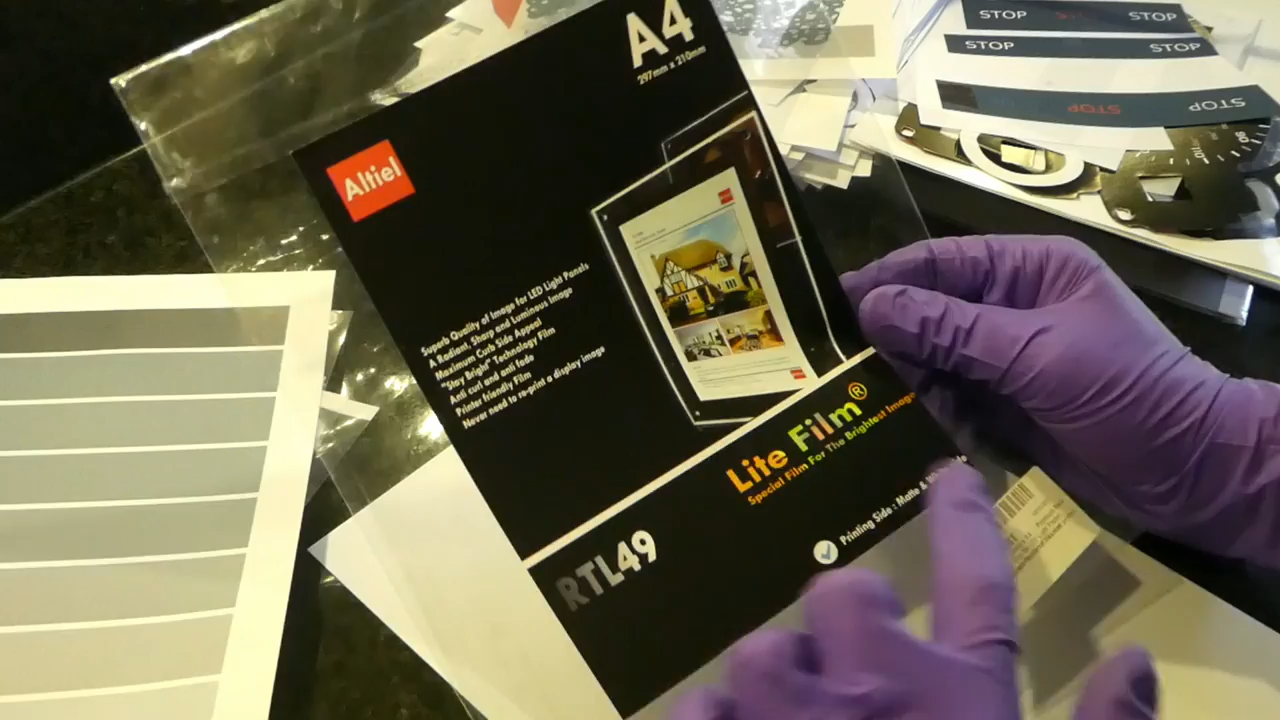 A4
297mm x 210mm
Altiel
Superb Quality of Image for LED Light Panels
A Radiant, Sharp and Luminous Image
Maximum Curb Side Appeal
"Stay Bright" Technology Film
Anti curl and anti fade
Printer friendly Film
Never need to re-print a display image
Lite Film®
Special Film For The Brightest Image
Printing Side : Matte &
RTL49
STOP STOP
STOP STOP
STOP STOP